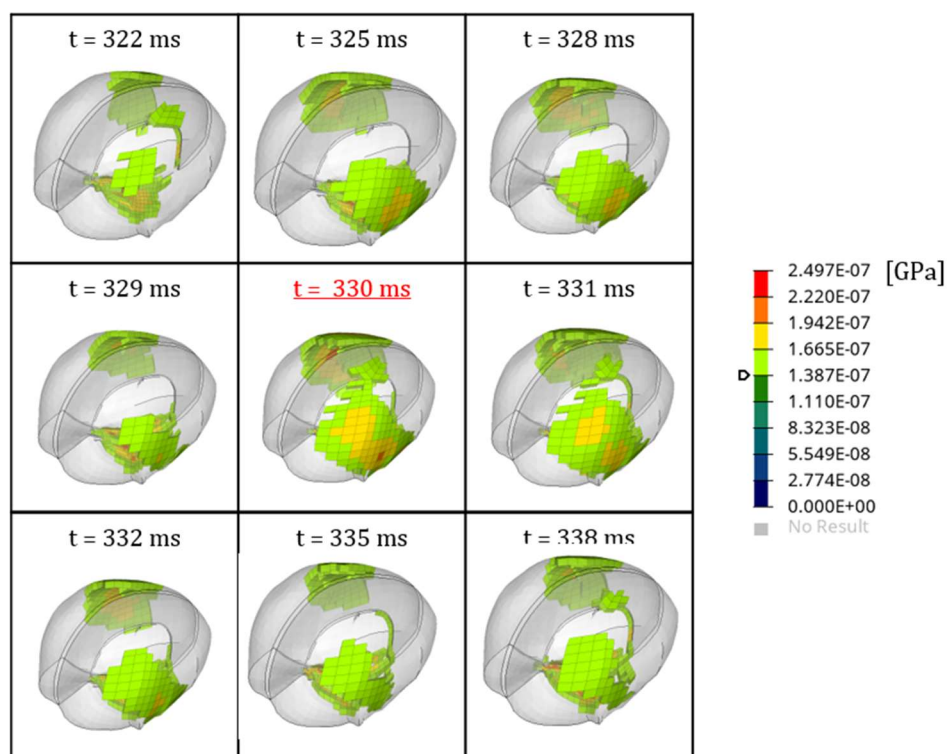 t = 322 ms
t = 325 ms
t = 328 ms
t = 329 ms
t =  330 ms
t = 331 ms
t = 332 ms
t = 335 ms
t = 338 ms
[GPa]
2.497E-07
2.220E-07
1.942E-07
1.665E-07
1.387E-07
1.110E-07
8.323E-08
5.549E-08
2.774E-08
0.000E+00
No Result